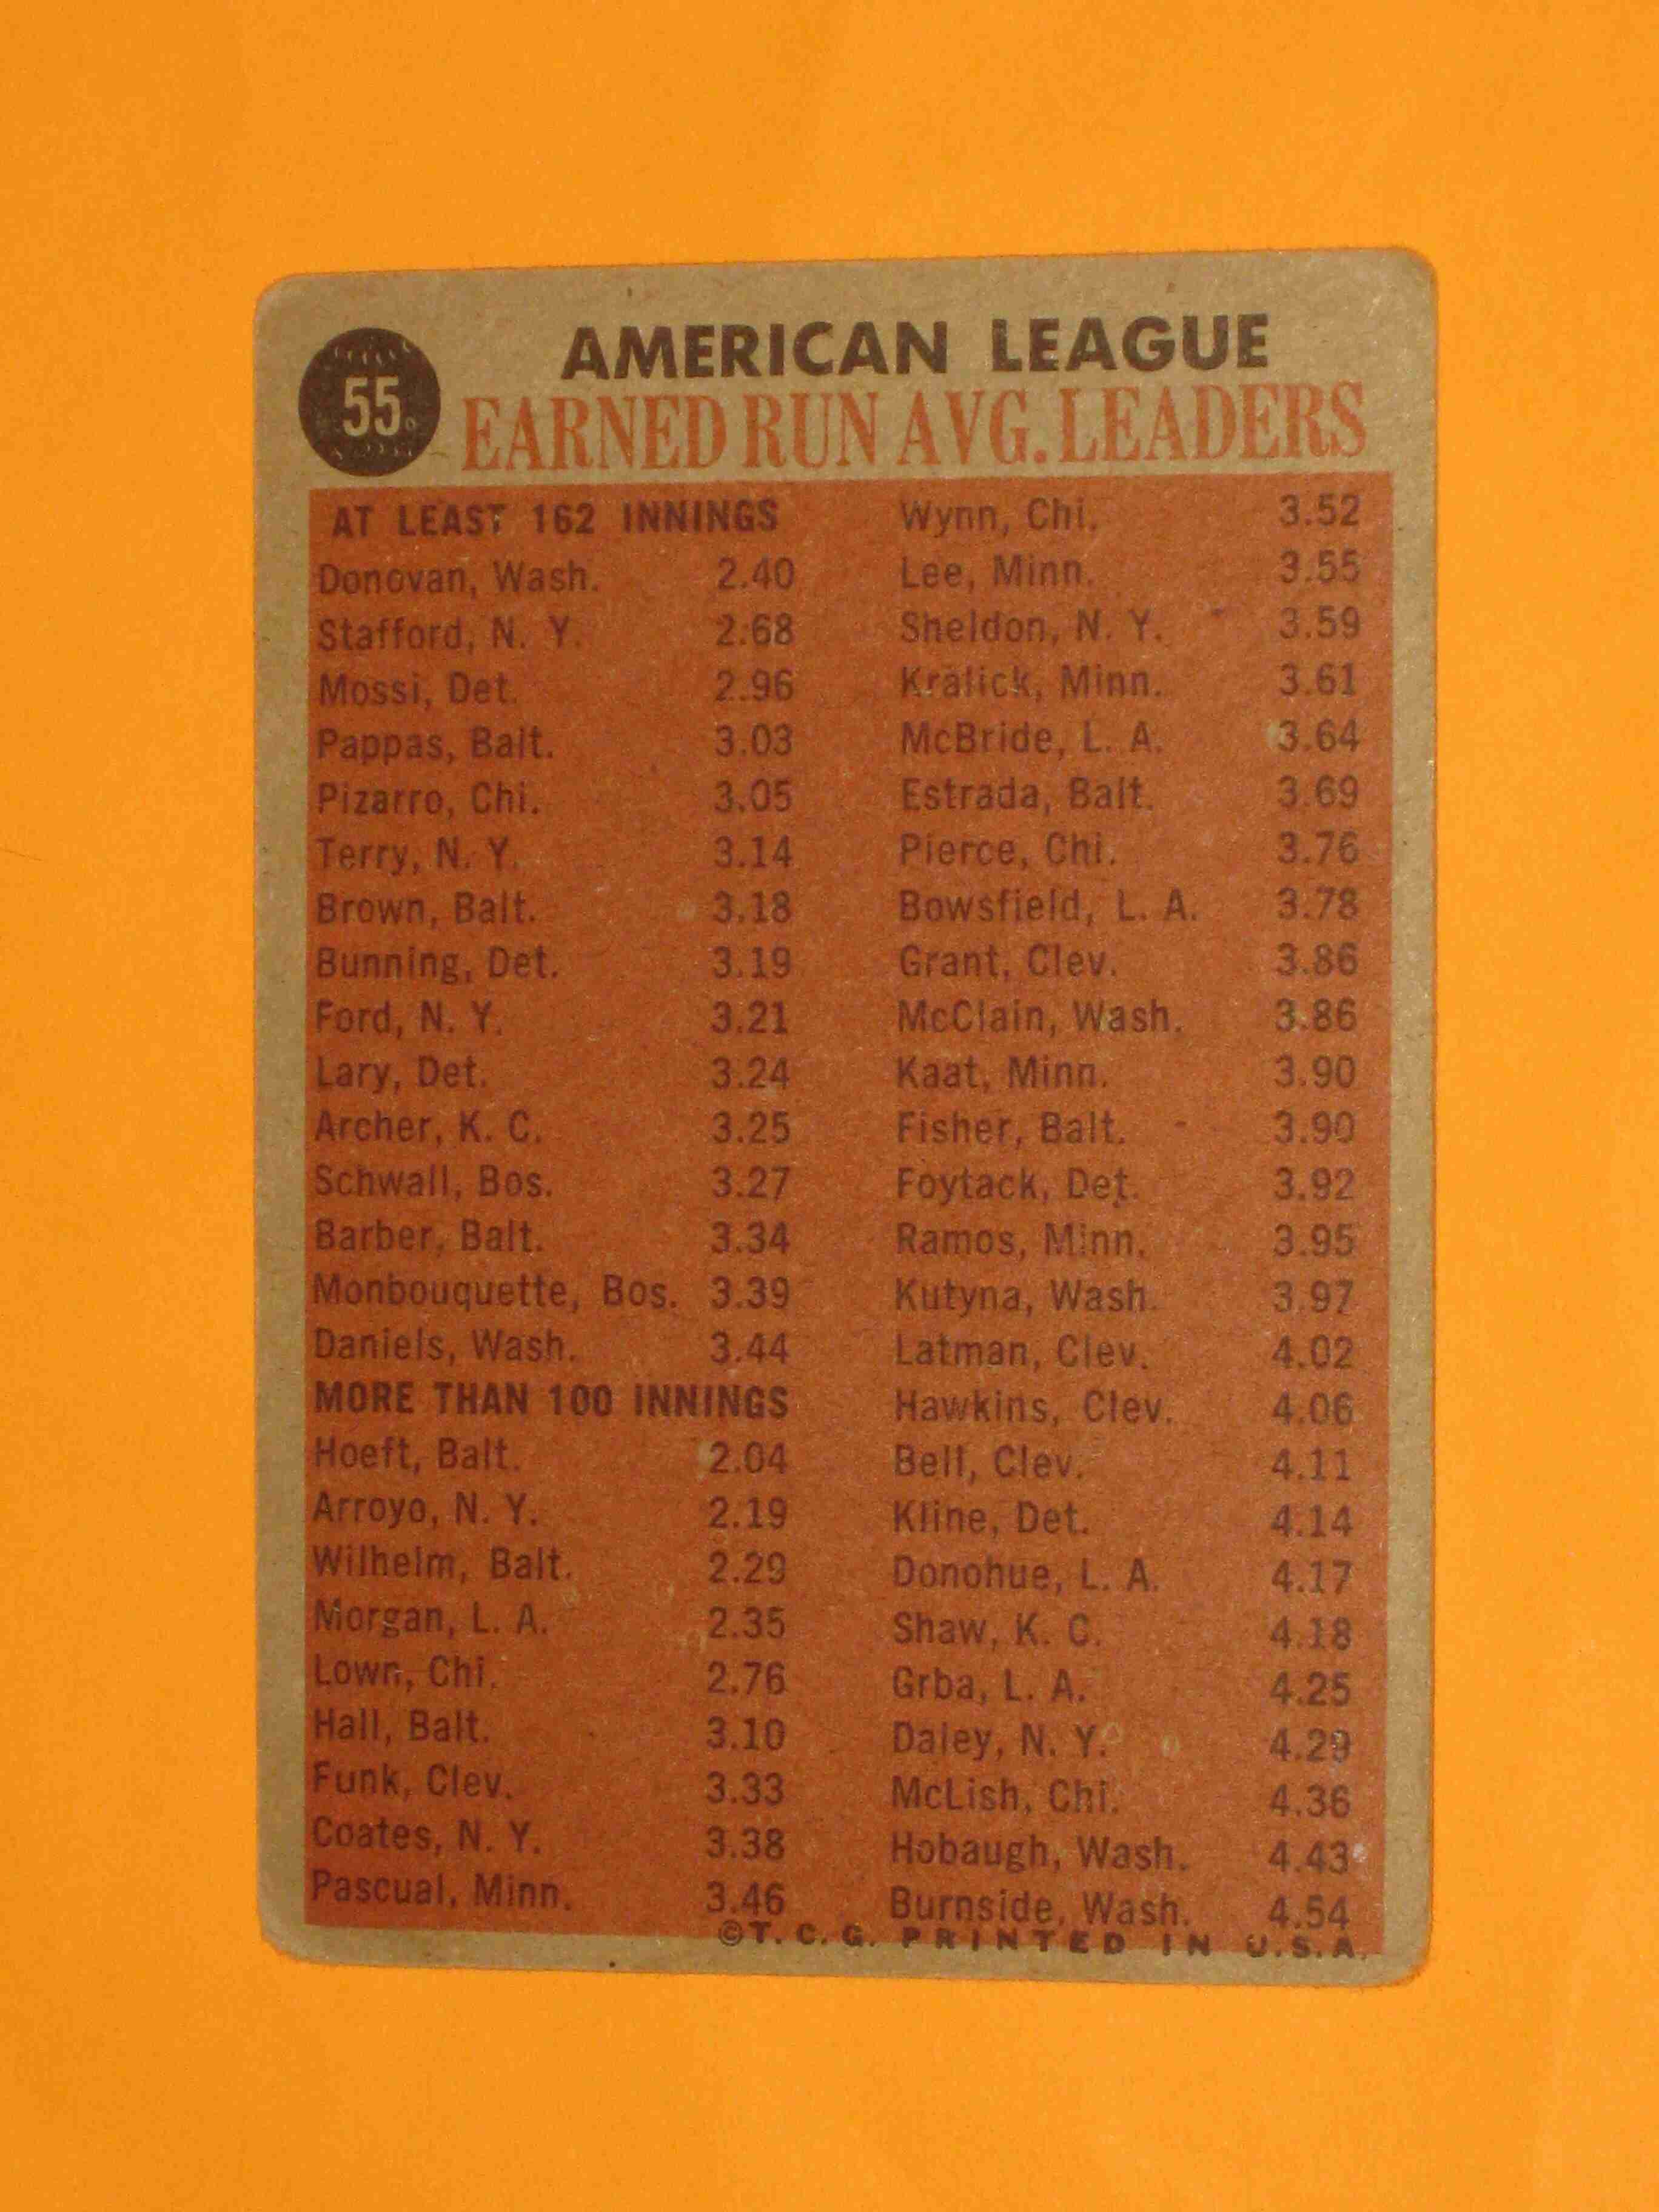 55
AMERICAN LEAGUE
EARNED RUN AVG. LEADERS
AT LEAST 162 INNINGS
Donovan, Wash. 2.40
Stafford, N. Y. 2.68
Mossi, Det. 2.96
Pappas, Balt. 3.03
Pizarro, Chi. 3.05
Terry, N. Y. 3.14
Brown, Balt. 3.18
Bunning, Det. 3.19
Ford, N. Y. 3.21
Lary, Det. 3.24
Archer, K. C. 3.25
Schwall, Bos. 3.27
Barber, Balt. 3.34
Monbouquette, Bos. 3.39
Daniels, Wash. 3.44
MORE THAN 100 INNINGS
Hoeft, Balt. 2.04
Arroyo, N. Y. 2.19
Wilhelm, Balt. 2.29
Morgan, L. A. 2.35
Lown, Chi. 2.76
Hall, Balt. 3.10
Funk, Clev. 3.33
Coates, N. Y. 3.38
Pascual, Minn. 3.46
Wynn, Chi. 3.52
Lee, Minn. 3.55
Sheldon, N. Y. 3.59
Kralick, Minn. 3.61
McBride, L. A. 3.64
Estrada, Balt. 3.69
Pierce, Chi. 3.76
Bowsfield, L. A. 3.78
Grant, Clev. 3.86
McClain, Wash. 3.86
Kaat, Minn. 3.90
Fisher, Balt. 3.90
Foytack, Det. 3.92
Ramos, Minn. 3.95
Kutyna, Wash. 3.97
Latman, Clev. 4.02
Hawkins, Clev. 4.06
Bell, Clev. 4.11
Kline, Det. 4.14
Donohue, L. A. 4.17
Shaw, K. C. 4.18
Grba, L. A. 4.25
Daley, N. Y. 4.29
McLish, Chi. 4.36
Hobaugh, Wash. 4.43
Burnside, Wash. 4.54
©T. C. G. PRINTED IN U.S.A.